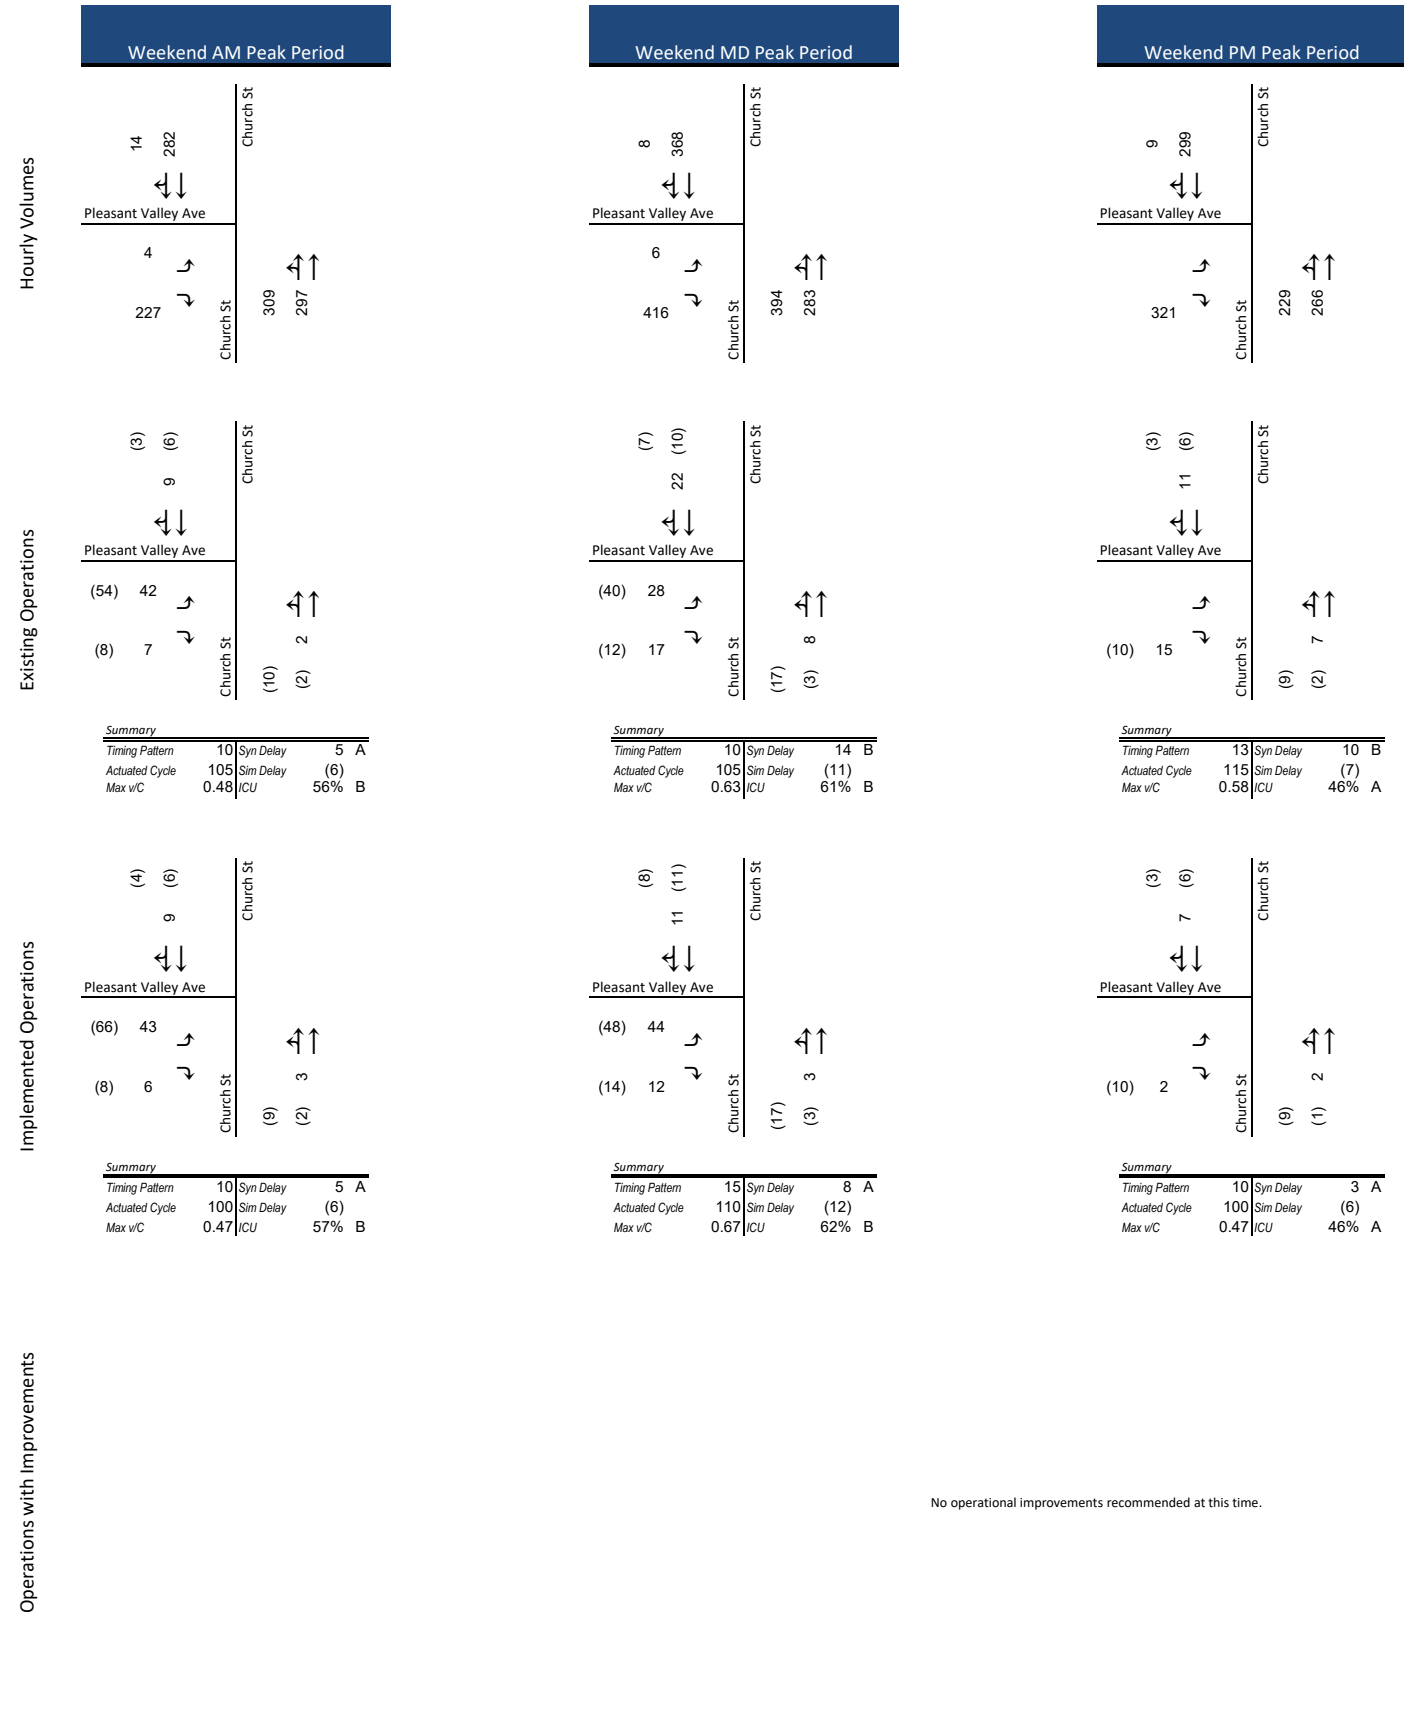 Weekend AM Peak Period
Weekend MD Peak Period
Weekend PM Peak Period
Hourly Volumes
14
282
Church St
Pleasant Valley Ave
4
227
Church St
309
297
8
368
Church St
Pleasant Valley Ave
6
416
Church St
394
283
9
299
Church St
Pleasant Valley Ave
321
Church St
229
266
Existing Operations
(3)
(6)
9
Church St
Pleasant Valley Ave
(54) 42
(8) 7
Church St
2
(10)
(2)
Summary
Timing Pattern 10 Syn Delay 5 A
Actuated Cycle 105 Sim Delay (6)
Max v/C 0.48 ICU 56% B
(7)
(10)
22
Church St
Pleasant Valley Ave
(40) 28
(12) 17
Church St
8
(17)
(3)
Summary
Timing Pattern 10 Syn Delay 14 B
Actuated Cycle 105 Sim Delay (11)
Max v/C 0.63 ICU 61% B
(3)
(6)
11
Church St
Pleasant Valley Ave
(10) 15
Church St
7
(9)
(2)
Summary
Timing Pattern 13 Syn Delay 10 B
Actuated Cycle 115 Sim Delay (7)
Max v/C 0.58 ICU 46% A
Implemented Operations
(4)
(6)
9
Church St
Pleasant Valley Ave
(66) 43
(8) 6
Church St
3
(9)
(2)
Summary
Timing Pattern 10 Syn Delay 5 A
Actuated Cycle 100 Sim Delay (6)
Max v/C 0.47 ICU 57% B
(8)
(11)
11
Church St
Pleasant Valley Ave
(48) 44
(14) 12
Church St
3
(17)
(3)
Summary
Timing Pattern 15 Syn Delay 8 A
Actuated Cycle 110 Sim Delay (12)
Max v/C 0.67 ICU 62% B
(3)
(6)
7
Church St
Pleasant Valley Ave
(10) 2
Church St
2
(9)
(1)
Summary
Timing Pattern 10 Syn Delay 3 A
Actuated Cycle 100 Sim Delay (6)
Max v/C 0.47 ICU 46% A
Operations with Improvements
No operational improvements recommended at this time.